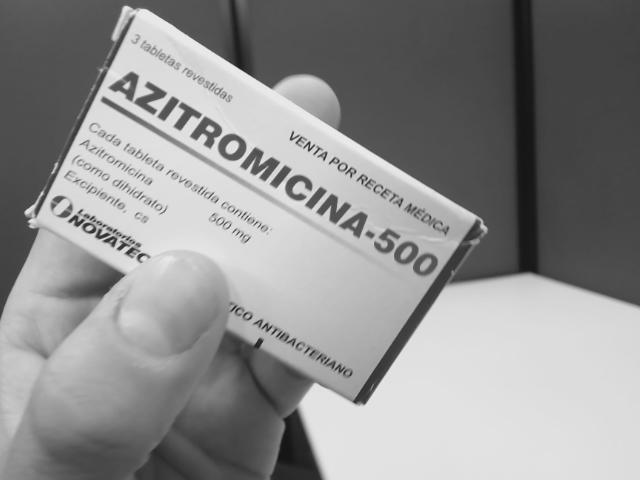 3 tabletas revestidas
AZITROMICINA-500
VENTA POR RECETA MÉDICA
Cada tableta revestida contiene:
Azitromicina
(como dihidrato) 500 mg
Excipiente, cs
Laboratorios
NOVATEC
ANTIBACTERIANO